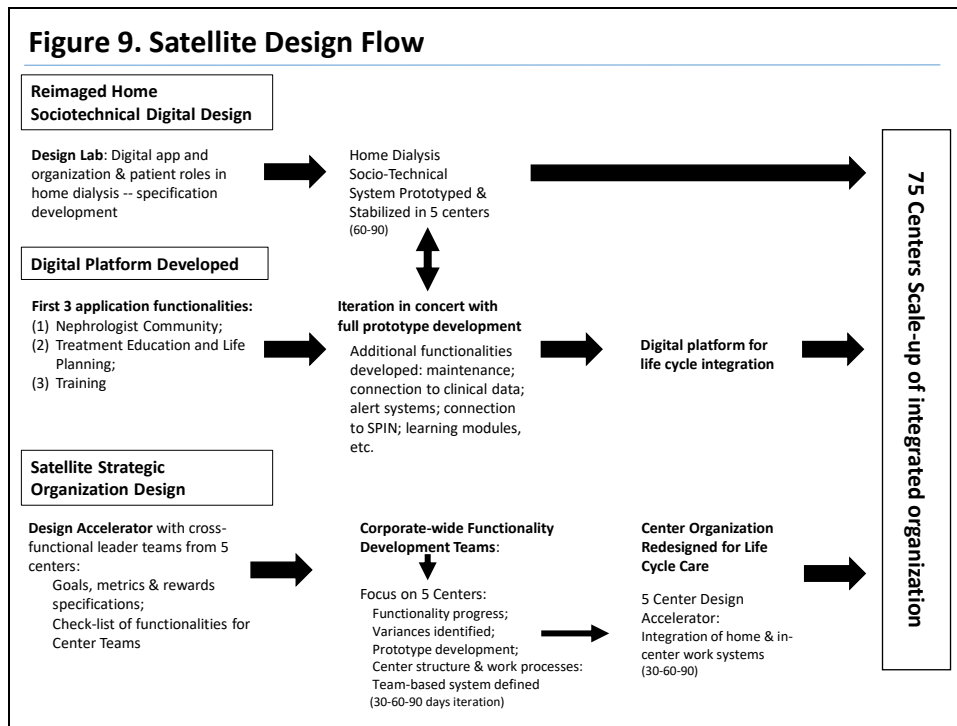 Figure 9. Satellite Design Flow
Reimaged Home
Sociotechnical Digital Design
Design Lab: Digital app and
organization & patient roles in
home dialysis -- specification
development
Home Dialysis
Socio-Technical
System Prototyped &
Stabilized in 5 centers
(60-90)
Digital Platform Developed
First 3 application functionalities:
(1) Nephrologist Community;
(2) Treatment Education and Life
Planning;
(3) Training
Iteration in concert with
full prototype development
Additional functionalities
developed: maintenance;
connection to clinical data;
alert systems; connection
to SPIN; learning modules,
etc.
Digital platform for
life cycle integration
Satellite Strategic
Organization Design
Design Accelerator with cross-
functional leader teams from 5
centers:
Goals, metrics & rewards
specifications;
Check-list of functionalities for
Center Teams
Corporate-wide Functionality
Development Teams:
Focus on 5 Centers:
Functionality progress;
Variances identified;
Prototype development;
Center structure & work processes:
Team-based system defined
(30-60-90 days iteration)
Center Organization
Redesigned for Life
Cycle Care
5 Center Design
Accelerator:
Integration of home & in-
center work systems
(30-60-90)
75 Centers Scale-up of integrated organization